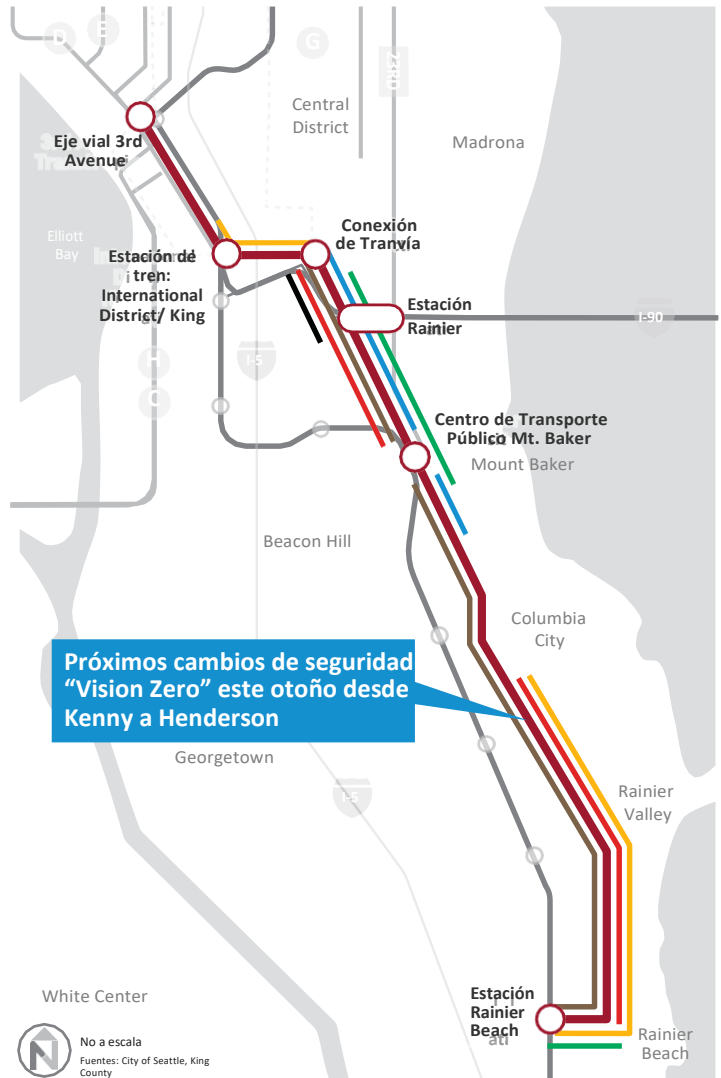 D
E
G
23RD
Central
District
Madrona
Eje vial 3rd
Avenue
Elliott
Bay
Conexión
de Tranvía
Estación de
tren:
International
District/ King
Estación
Rainier
I-90
H
I-5
C
Centro de Transporte
Público Mt. Baker
Mount Baker
Beacon Hill
Columbia
City
Próximos cambios de seguridad
“Vision Zero” este otoño desde
Kenny a Henderson
Georgetown
I-5
Rainier
Valley
White Center
Estación
Rainier
Beach
Rainier
Beach
N
No a escala
Fuentes: City of Seattle, King
County